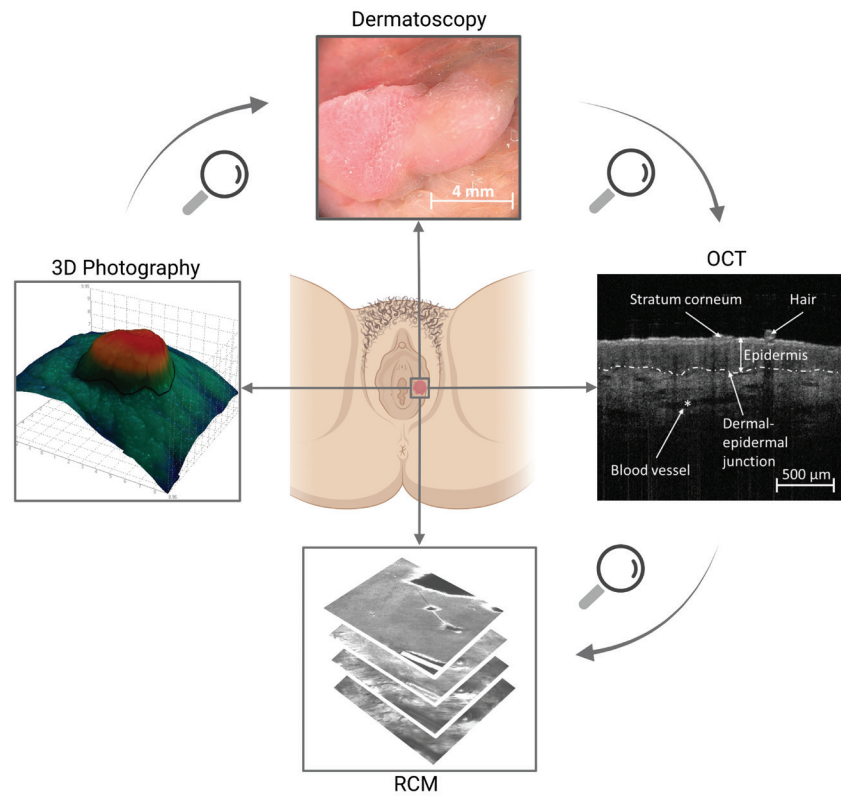 Dermatoscopy
4 mm
3D Photography
OCT
Stratum corneum
Hair
Epidermis
*
Dermal-
epidermal
junction
Blood vessel
500 µm
RCM